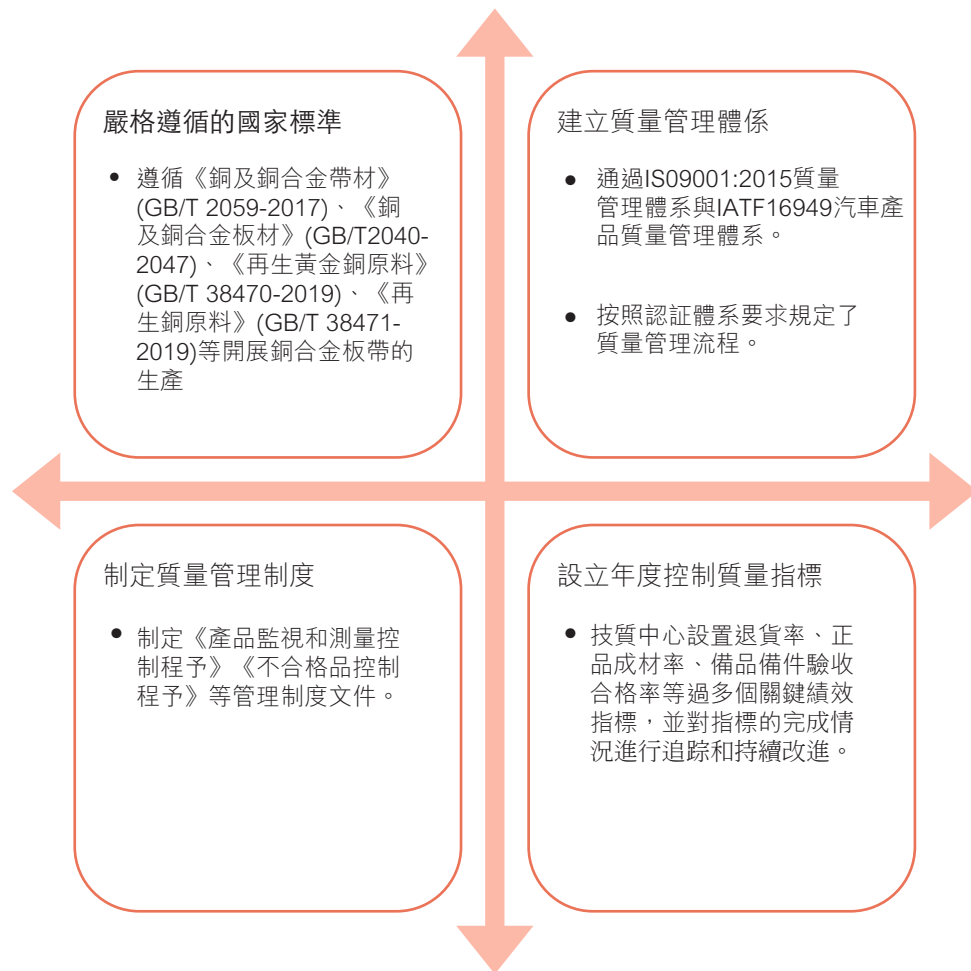 嚴格遵循的國家標準
• 遵循《銅及銅合金帶材》
(GB/T 2059-2017)、《銅
及銅合金板材》(GB/T2040-
2047)、《再生黃金銅原料》
(GB/T 38470-2019)、《再
生銅原料》(GB/T 38471-
2019)等開展銅合金板帶的
生產
建立質量管理體係
• 通過IS09001:2015質量
管理體系與IATF16949汽車產
品質量管理體系。
• 按照認証體系要求規定了
質量管理流程。
制定質量管理制度
• 制定《產品監視和測量控
制程予》《不合格品控制
程予》等管理制度文件。
設立年度控制質量指標
• 技質中心設置退貨率、正
品成材率、備品備件驗收
合格率等過多個關鍵績效
指標，並對指標的完成情
況進行追踪和持續改進。